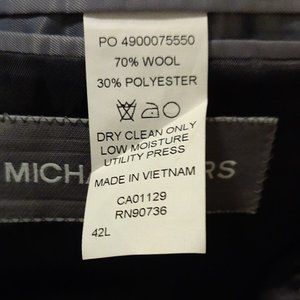 PO 4900075550
70% WOOL
30% POLYESTER
DRY CLEAN ONLY
LOW MOISTURE
UTILITY PRESS
MADE IN VIETNAM
CA01129
RN90736
42L